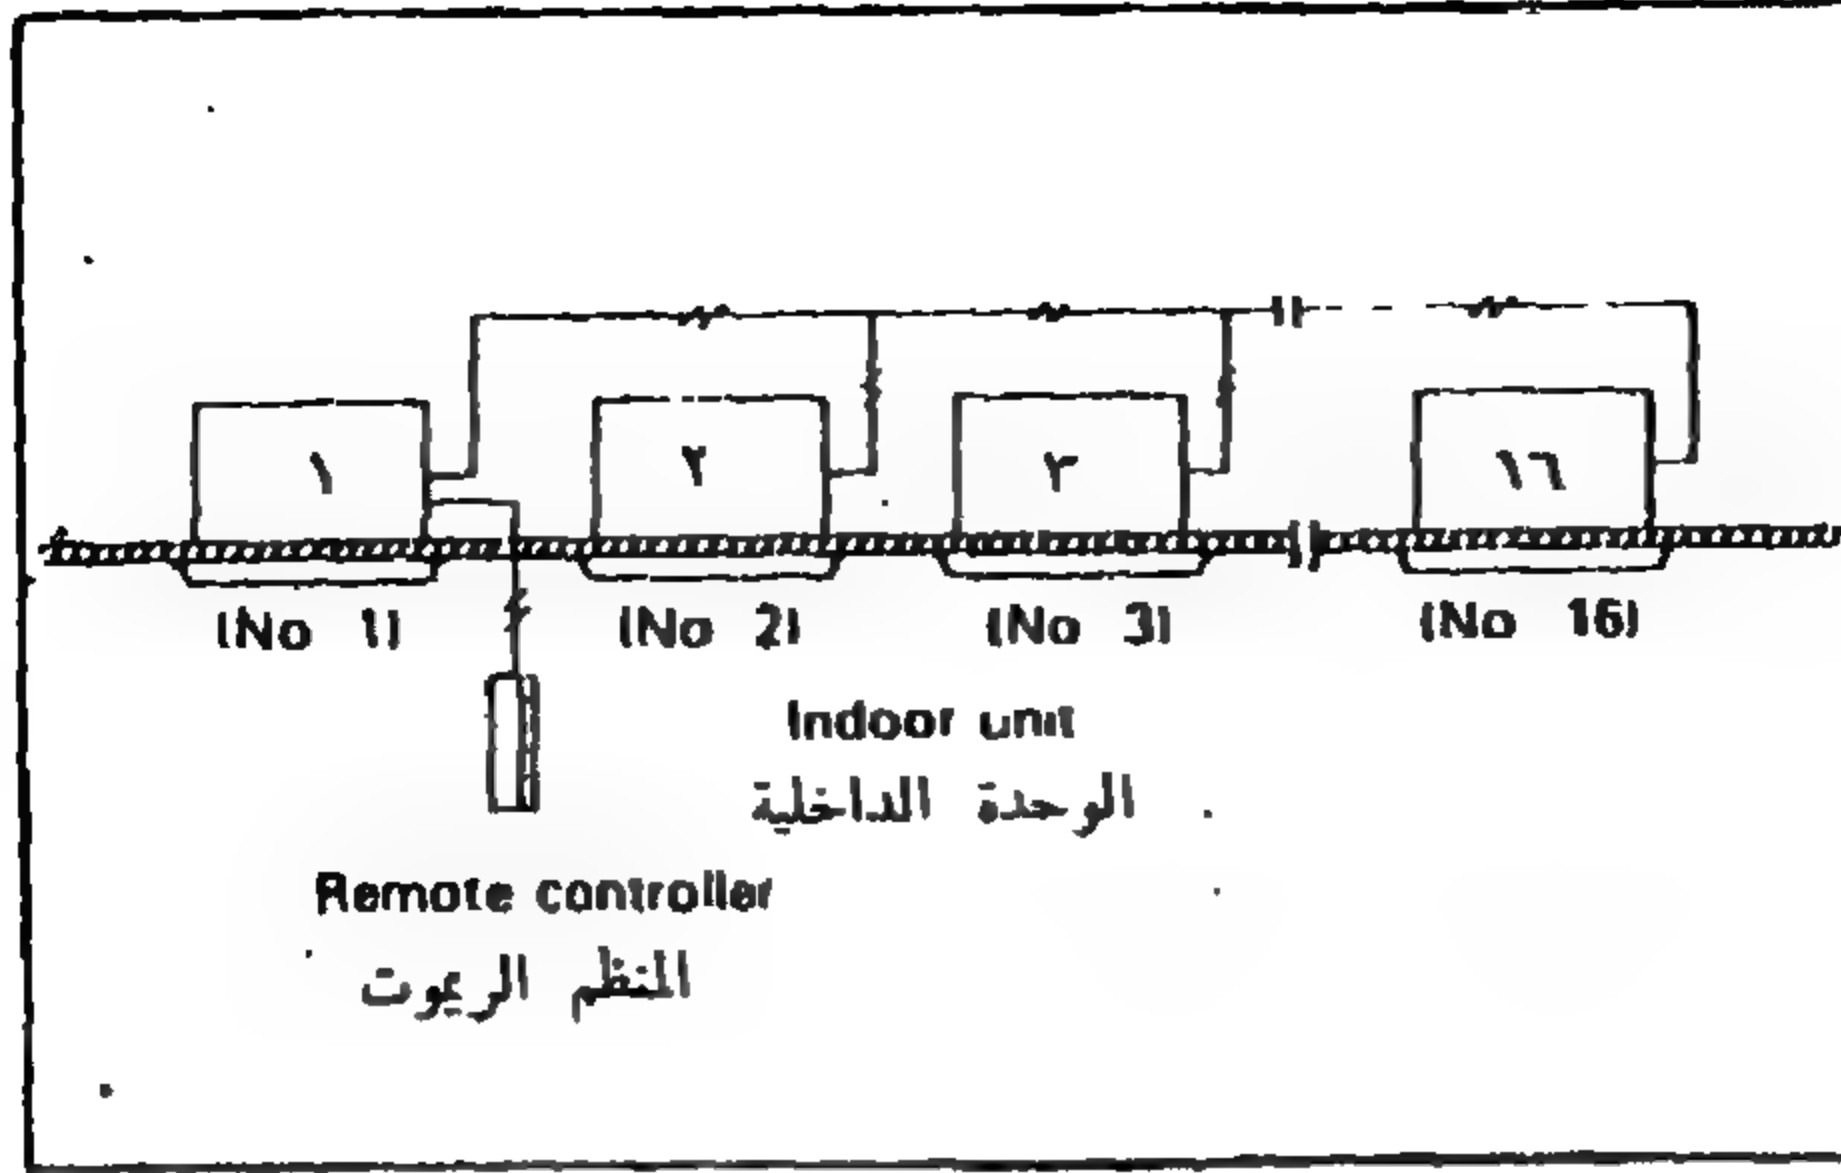 ١ ٢ ٣ ١٦
(No 1) (No 2) (No 3) (No 16)
Indoor unit
الوحدة الداخلية
Remote controller
المنظم الريموت